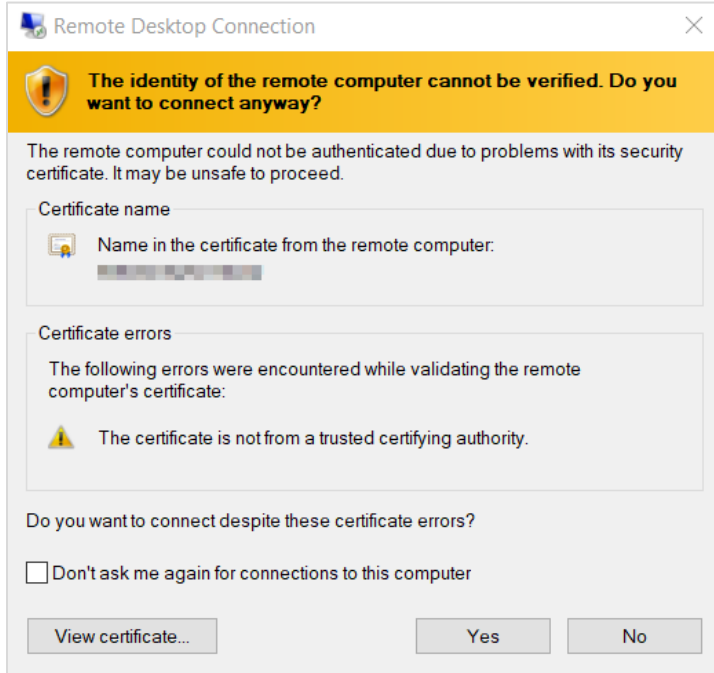 Remote Desktop Connection
The identity of the remote computer cannot be verified. Do you
want to connect anyway?
The remote computer could not be authenticated due to problems with its security
certificate. It may be unsafe to proceed.
Certificate name
Name in the certificate from the remote computer:
Certificate errors
The following errors were encountered while validating the remote
computer's certificate:
The certificate is not from a trusted certifying authority.
Do you want to connect despite these certificate errors?
Don't ask me again for connections to this computer
View certificate...
Yes
No